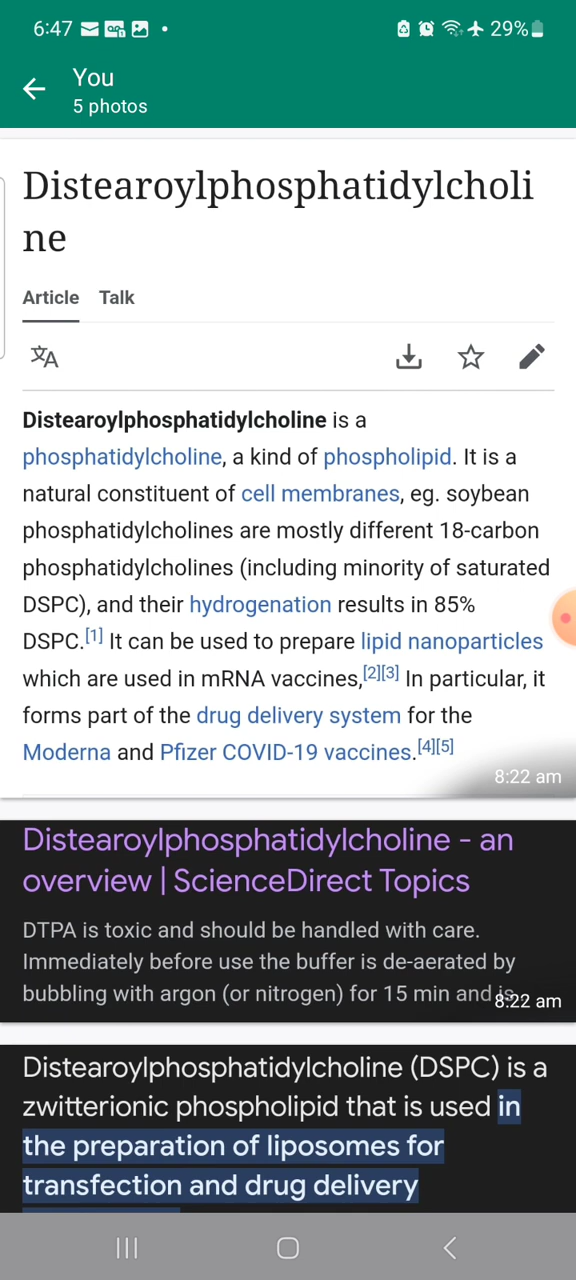 6:47 29%
You
5 photos
Distearoylphosphatidylcholi
ne
Article Talk
Distearoylphosphatidylcholine is a
phosphatidylcholine, a kind of phospholipid. It is a
natural constituent of cell membranes, eg. soybean
phosphatidylcholines are mostly different 18-carbon
phosphatidylcholines (including minority of saturated
DSPC), and their hydrogenation results in 85%
DSPC.[1] It can be used to prepare lipid nanoparticles
which are used in mRNA vaccines,[2][3] In particular, it
forms part of the drug delivery system for the
Moderna and Pfizer COVID-19 vaccines.[4][5]
8:22 am
Distearoylphosphatidylcholine - an
overview | ScienceDirect Topics
DTPA is toxic and should be handled with care.
Immediately before use the buffer is de-aerated by
bubbling with argon (or nitrogen) for 15 min and is
8:22 am
Distearoylphosphatidylcholine (DSPC) is a
zwitterionic phospholipid that is used in
the preparation of liposomes for
transfection and drug delivery